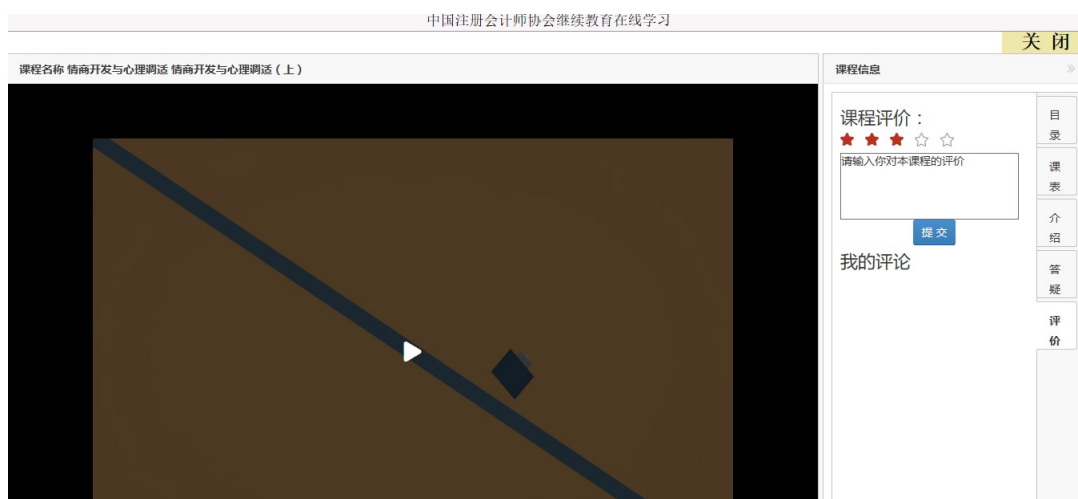 中国注册会计师协会继续教育在线学习
关 闭
课程名称 情商开发与心理调适 情商开发与心理调适（上）
课程信息
课程评价：
请输入你对本课程的评价
提交
我的评论
目录
课表
介绍
答疑
评价